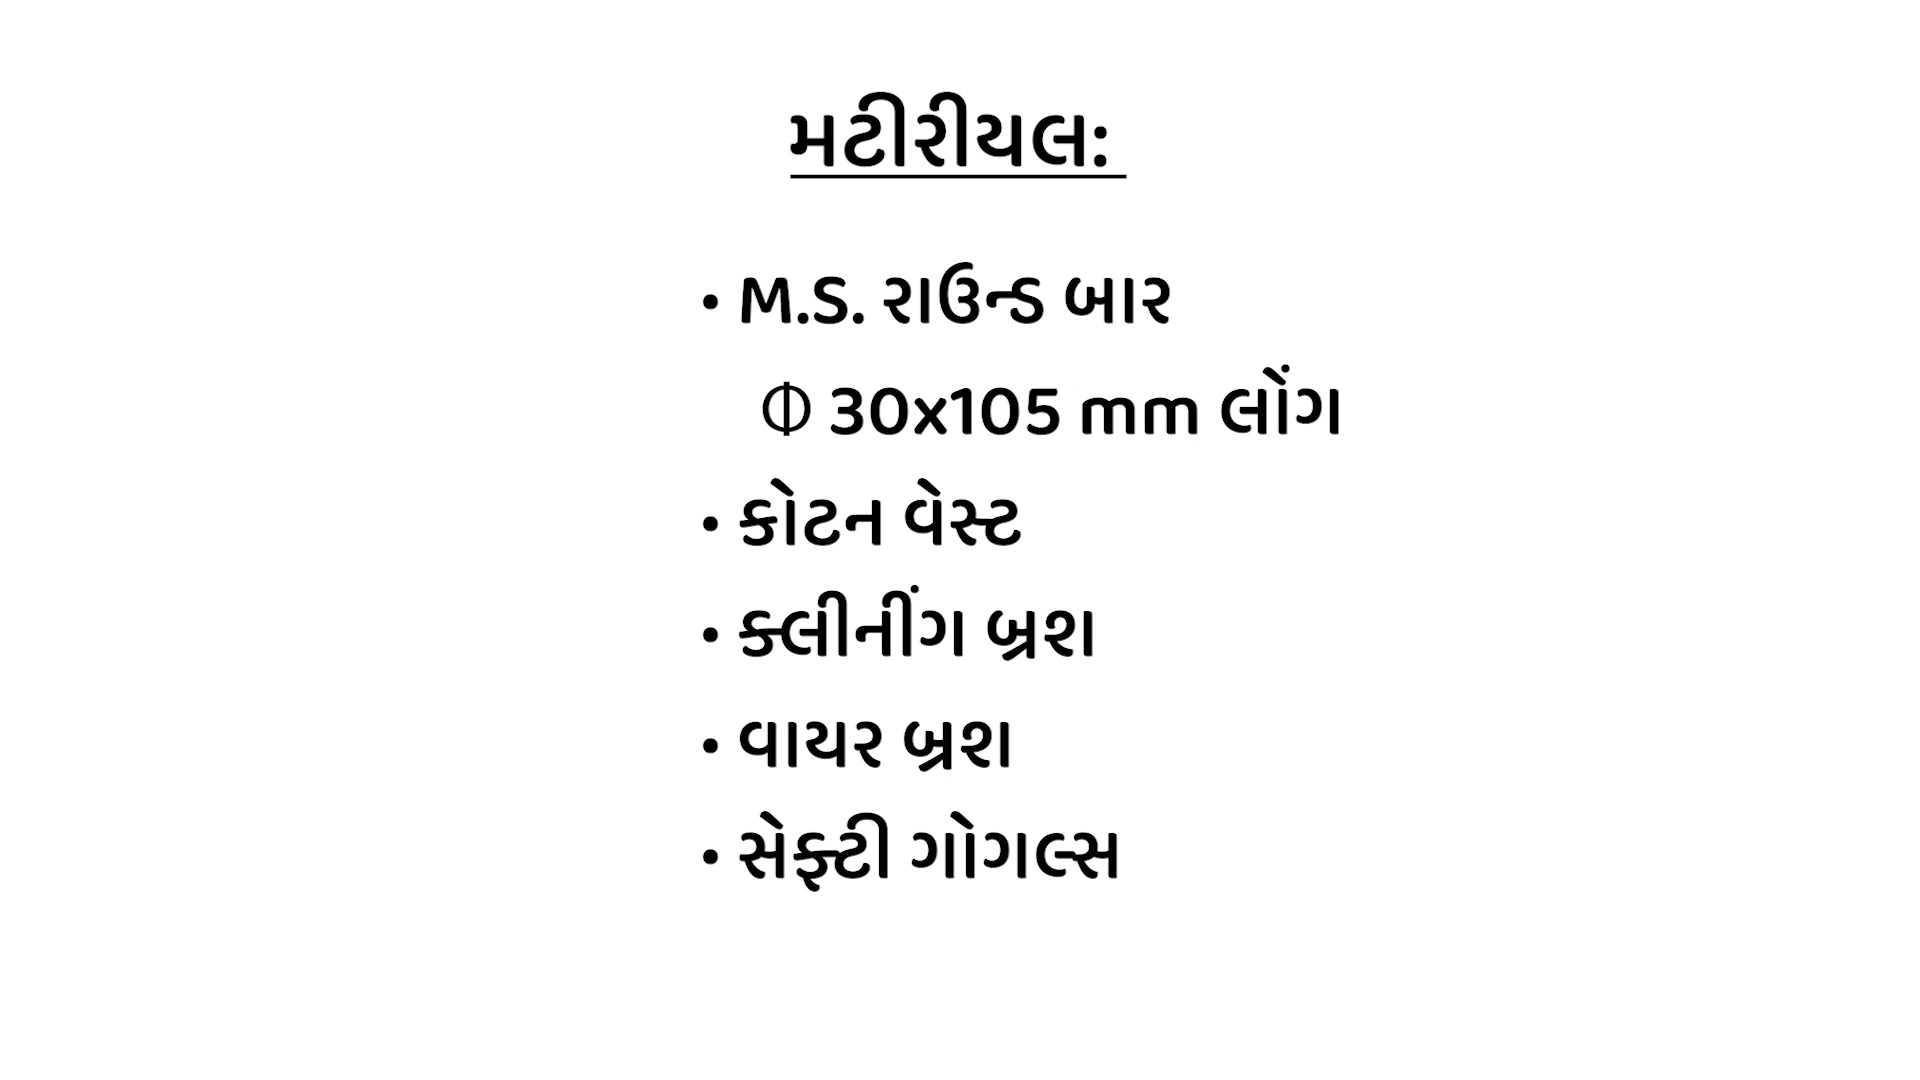 મટીરીયલ:
• M.S. રાઉન્ડ બાર
Φ 30x105 mm લોંગ
• કોટન વેસ્ટ
• ક્લીનીંગ બ્રશ
• વાયર બ્રશ
• સેફ્ટી ગોગલ્સ